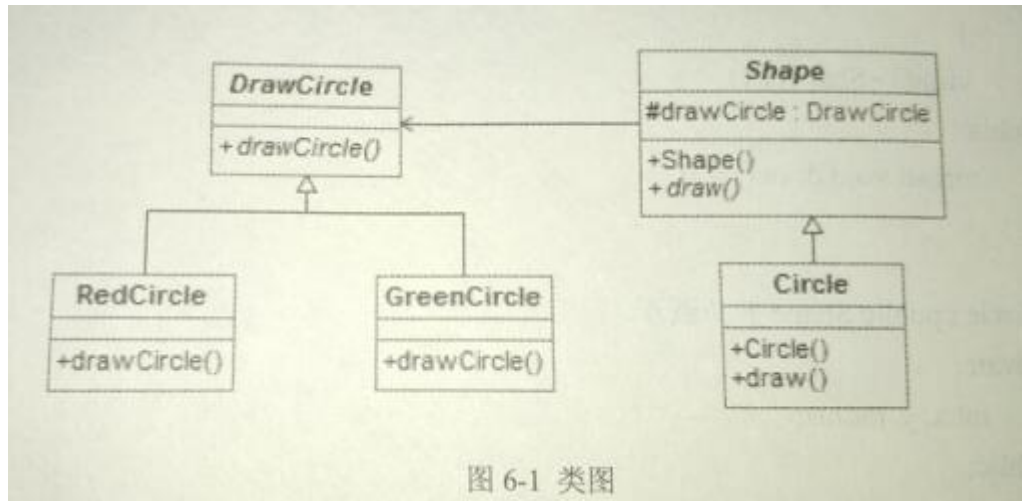 DrawCircle
+drawCircle()
Shape
#drawCircle : DrawCircle
+Shape()
+draw()
RedCircle
+drawCircle()
GreenCircle
+drawCircle()
Circle
+Circle()
+draw()
图 6-1 类图